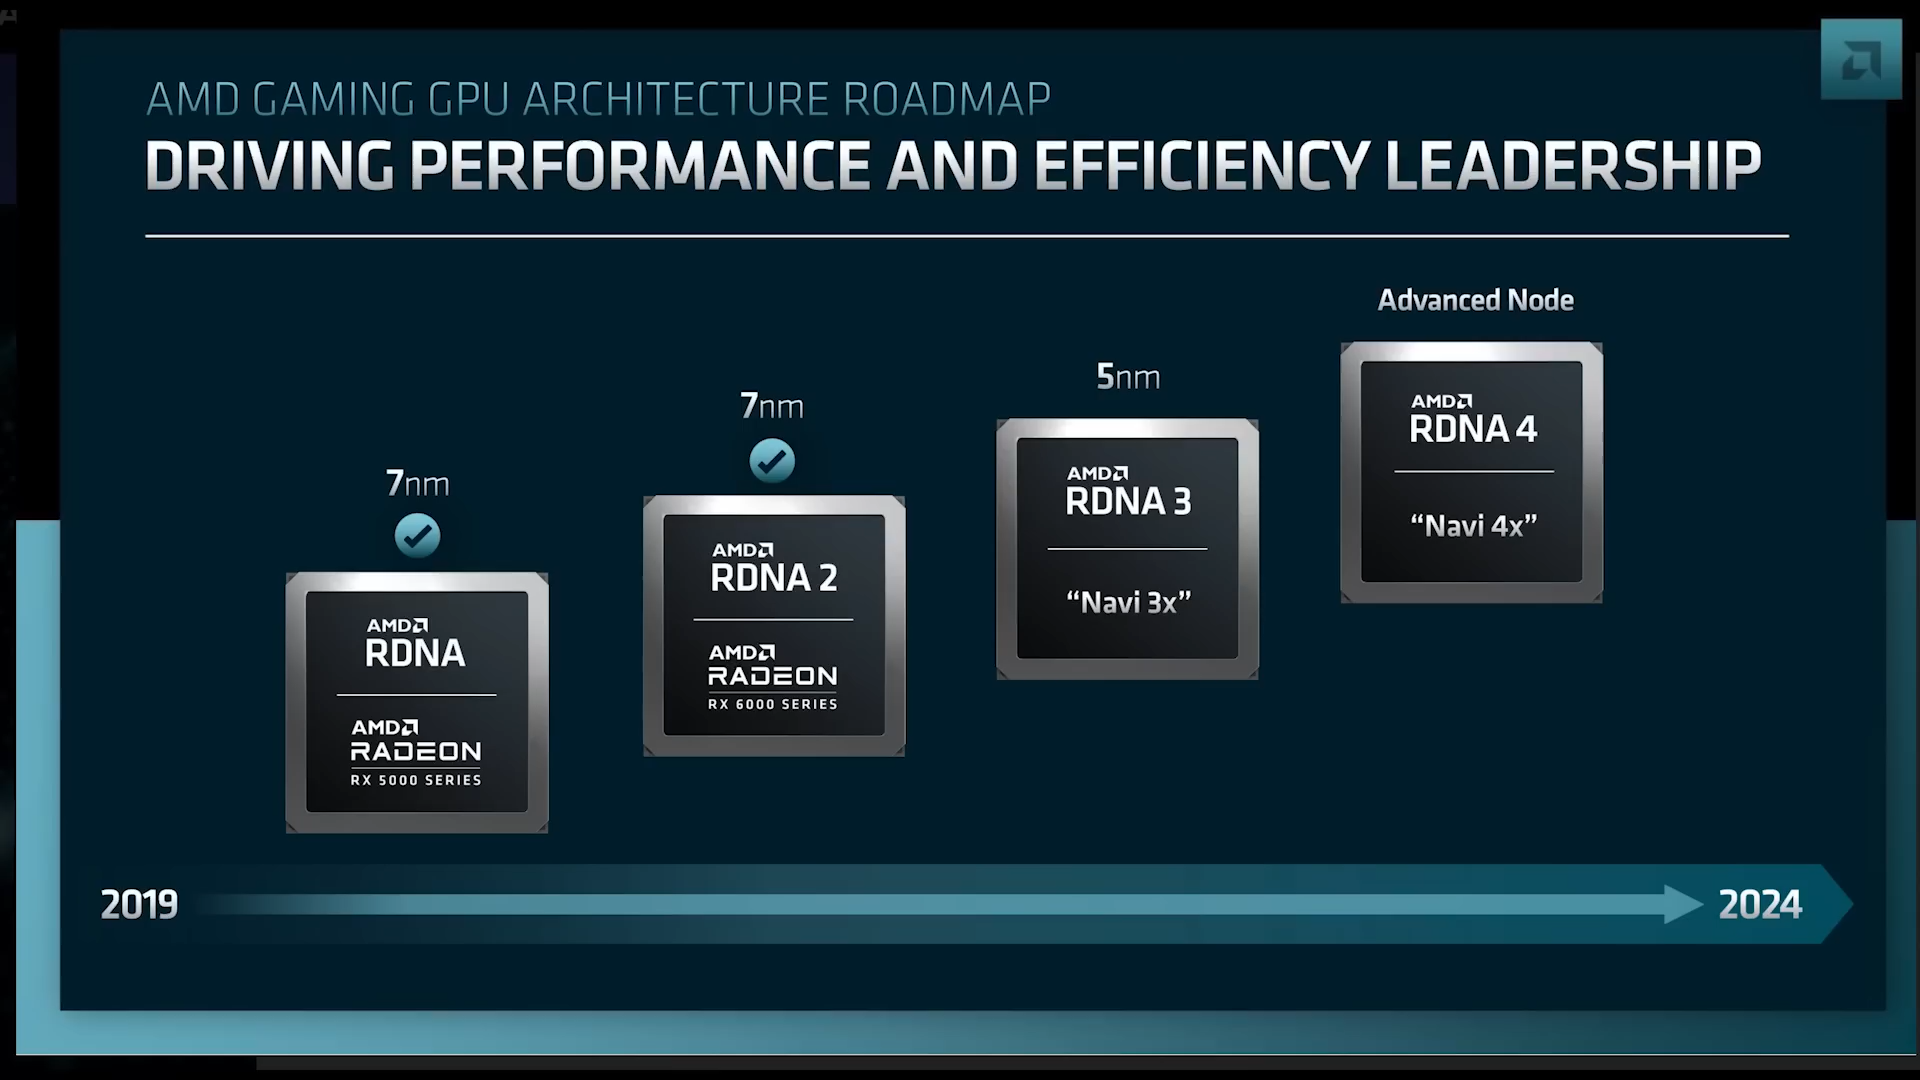 AMD GAMING GPU ARCHITECTURE ROADMAP
DRIVING PERFORMANCE AND EFFICIENCY LEADERSHIP
7nm
AMD
RDNA
AMD
RADEON
RX 5000 SERIES
7nm
AMD
RDNA 2
AMD
RADEON
RX 6000 SERIES
5nm
AMD
RDNA 3
“Navi 3x”
Advanced Node
AMD
RDNA 4
“Navi 4x”
2019
2024